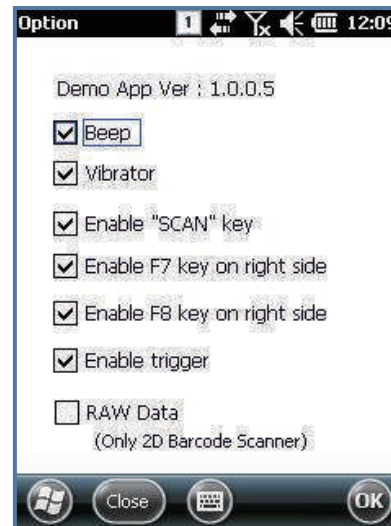 Option 1 12:09
Demo App Ver : 1.0.0.5
Beep
Vibrator
Enable "SCAN" key
Enable F7 key on right side
Enable F8 key on right side
Enable trigger
RAW Data
(Only 2D Barcode Scanner)
Close OK